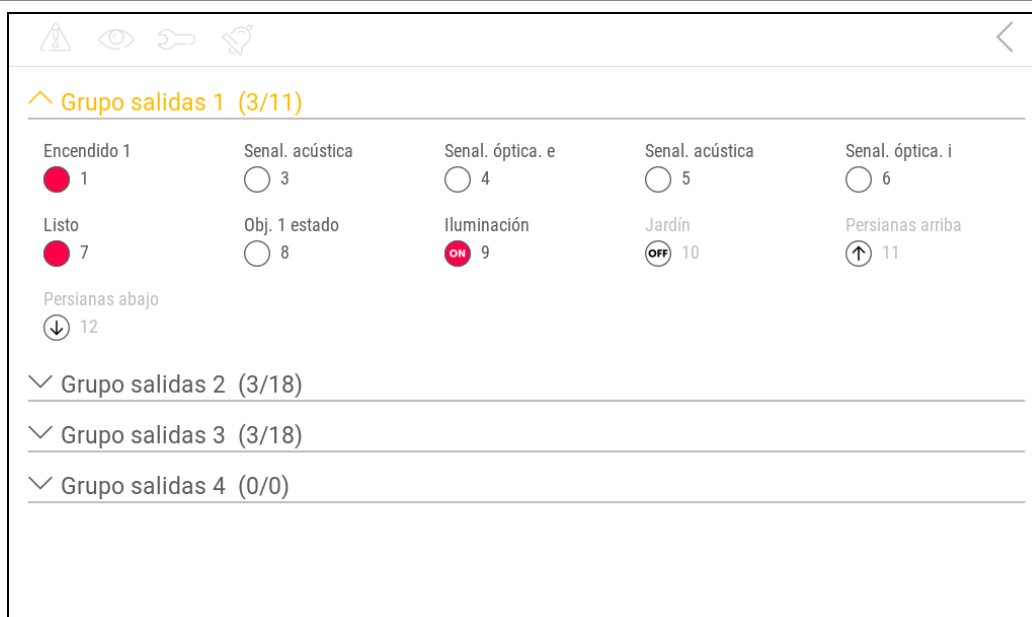 Grupo salidas 1 (3/11)
Encendido 1 Senal. acústica Senal. óptica. e Senal. acústica Senal. óptica. i
1 3 4 5 6
Listo Obj. 1 estado Iluminación Jardín Persianas arriba
7 8 ON 9 OFF 10 11
Persianas abajo
12
Grupo salidas 2 (3/18)
Grupo salidas 3 (3/18)
Grupo salidas 4 (0/0)